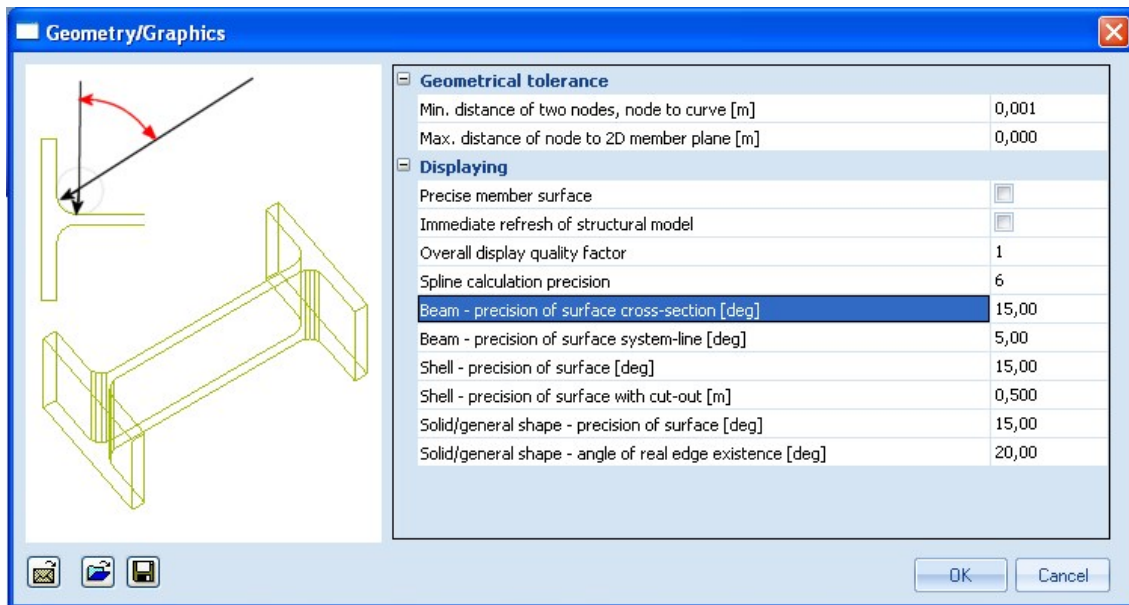 Geometry/Graphics
Geometrical tolerance
Min. distance of two nodes, node to curve [m] 0,001
Max. distance of node to 2D member plane [m] 0,000
Displaying
Precise member surface
Immediate refresh of structural model
Overall display quality factor 1
Spline calculation precision 6
Beam - precision of surface cross-section [deg] 15,00
Beam - precision of surface system-line [deg] 5,00
Shell - precision of surface [deg] 15,00
Shell - precision of surface with cut-out [m] 0,500
Solid/general shape - precision of surface [deg] 15,00
Solid/general shape - angle of real edge existence [deg] 20,00
OK Cancel